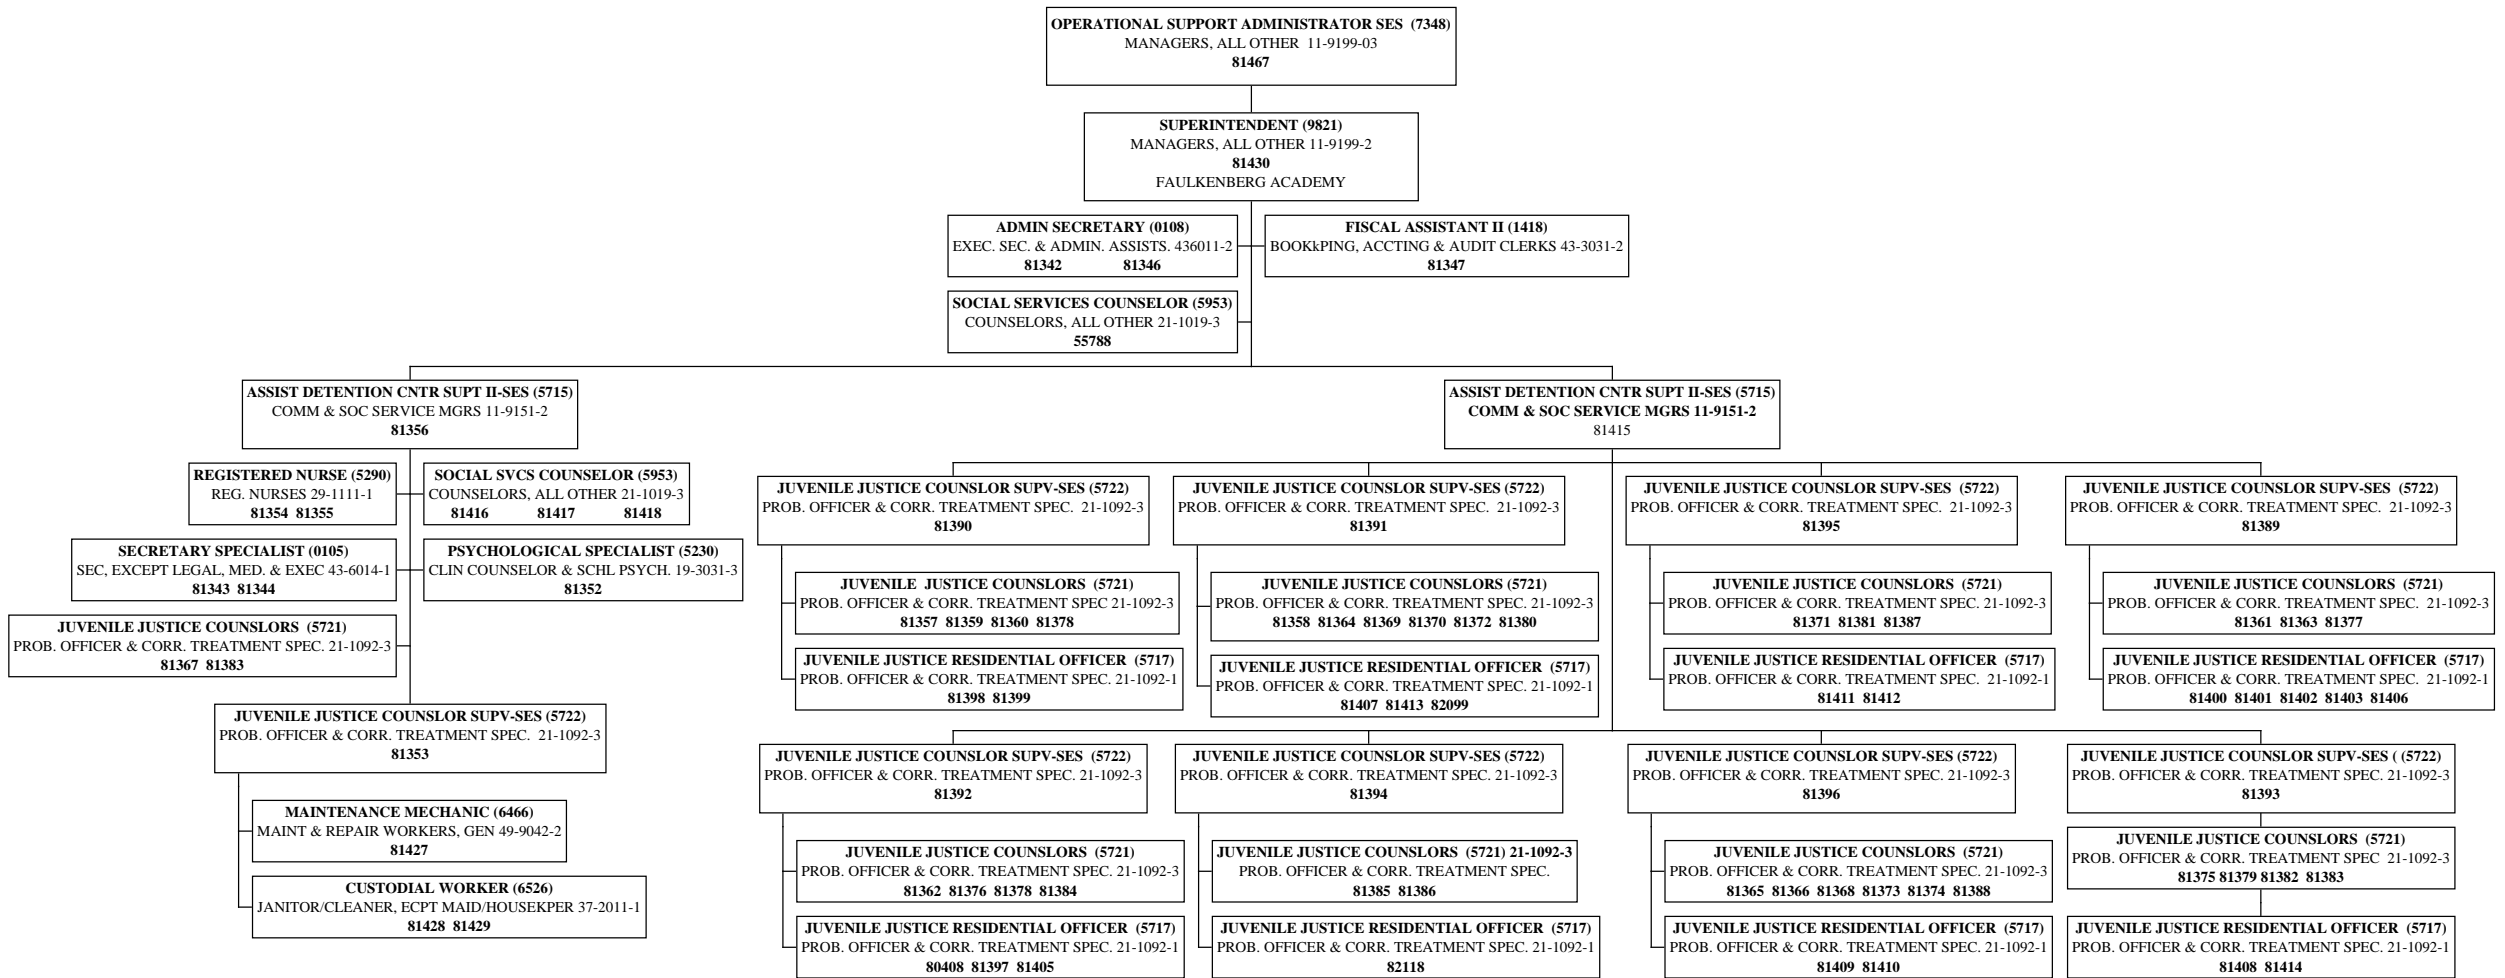 OPERATIONAL SUPPORT ADMINISTRATOR SES (7348)
MANAGERS, ALL OTHER 11-9199-03
81467
SUPERINTENDENT (9821)
MANAGERS, ALL OTHER 11-9199-2
81430
FAULKENBERG ACADEMY
ADMIN SECRETARY (0108)
EXEC. SEC. & ADMIN. ASSISTS. 436011-2
81342 81346
FISCAL ASSISTANT II (1418)
BOOKkPING, ACCTING & AUDIT CLERKS 43-3031-2
81347
SOCIAL SERVICES COUNSELOR (5953)
COUNSELORS, ALL OTHER 21-1019-3
55788
ASSIST DETENTION CNTR SUPT II-SES (5715)
COMM & SOC SERVICE MGRS 11-9151-2
81356
REGISTERED NURSE (5290)
REG. NURSES 29-1111-1
81354 81355
SOCIAL SVCS COUNSELOR (5953)
COUNSELORS, ALL OTHER 21-1019-3
81416 81417 81418
SECRETARY SPECIALIST (0105)
SEC, EXCEPT LEGAL, MED. & EXEC 43-6014-1
81343 81344
PSYCHOLOGICAL SPECIALIST (5230)
CLIN COUNSELOR & SCHL PSYCH. 19-3031-3
81352
JUVENILE JUSTICE COUNSLORS (5721)
PROB. OFFICER & CORR. TREATMENT SPEC. 21-1092-3
81367 81383
JUVENILE JUSTICE COUNSLOR SUPV-SES (5722)
PROB. OFFICER & CORR. TREATMENT SPEC. 21-1092-3
81353
MAINTENANCE MECHANIC (6466)
MAINT & REPAIR WORKERS, GEN 49-9042-2
81427
CUSTODIAL WORKER (6526)
JANITOR/CLEANER, ECPT MAID/HOUSEKPER 37-2011-1
81428 81429
ASSIST DETENTION CNTR SUPT II-SES (5715)
COMM & SOC SERVICE MGRS 11-9151-2
81415
JUVENILE JUSTICE COUNSLOR SUPV-SES (5722)
PROB. OFFICER & CORR. TREATMENT SPEC. 21-1092-3
81390
JUVENILE JUSTICE COUNSLORS (5721)
PROB. OFFICER & CORR. TREATMENT SPEC 21-1092-3
81357 81359 81360 81378
JUVENILE JUSTICE RESIDENTIAL OFFICER (5717)
PROB. OFFICER & CORR. TREATMENT SPEC. 21-1092-1
81398 81399
JUVENILE JUSTICE COUNSLOR SUPV-SES (5722)
PROB. OFFICER & CORR. TREATMENT SPEC. 21-1092-3
81391
JUVENILE JUSTICE COUNSLORS (5721)
PROB. OFFICER & CORR. TREATMENT SPEC. 21-1092-3
81358 81364 81369 81370 81372 81380
JUVENILE JUSTICE RESIDENTIAL OFFICER (5717)
PROB. OFFICER & CORR. TREATMENT SPEC. 21-1092-1
81407 81413 82099
JUVENILE JUSTICE COUNSLOR SUPV-SES (5722)
PROB. OFFICER & CORR. TREATMENT SPEC. 21-1092-3
81395
JUVENILE JUSTICE COUNSLORS (5721)
PROB. OFFICER & CORR. TREATMENT SPEC. 21-1092-3
81371 81381 81387
JUVENILE JUSTICE RESIDENTIAL OFFICER (5717)
PROB. OFFICER & CORR. TREATMENT SPEC. 21-1092-1
81411 81412
JUVENILE JUSTICE COUNSLOR SUPV-SES (5722)
PROB. OFFICER & CORR. TREATMENT SPEC. 21-1092-3
81389
JUVENILE JUSTICE COUNSLORS (5721)
PROB. OFFICER & CORR. TREATMENT SPEC. 21-1092-3
81361 81363 81377
JUVENILE JUSTICE RESIDENTIAL OFFICER (5717)
PROB. OFFICER & CORR. TREATMENT SPEC. 21-1092-1
81400 81401 81402 81403 81406
JUVENILE JUSTICE COUNSLOR SUPV-SES (5722)
PROB. OFFICER & CORR. TREATMENT SPEC. 21-1092-3
81392
JUVENILE JUSTICE COUNSLORS (5721)
PROB. OFFICER & CORR. TREATMENT SPEC. 21-1092-3
81362 81376 81378 81384
JUVENILE JUSTICE RESIDENTIAL OFFICER (5717)
PROB. OFFICER & CORR. TREATMENT SPEC. 21-1092-1
80408 81397 81405
JUVENILE JUSTICE COUNSLOR SUPV-SES (5722)
PROB. OFFICER & CORR. TREATMENT SPEC. 21-1092-3
81394
JUVENILE JUSTICE COUNSLORS (5721) 21-1092-3
PROB. OFFICER & CORR. TREATMENT SPEC.
81385 81386
JUVENILE JUSTICE RESIDENTIAL OFFICER (5717)
PROB. OFFICER & CORR. TREATMENT SPEC. 21-1092-1
82118
JUVENILE JUSTICE COUNSLOR SUPV-SES (5722)
PROB. OFFICER & CORR. TREATMENT SPEC. 21-1092-3
81396
JUVENILE JUSTICE COUNSLORS (5721)
PROB. OFFICER & CORR. TREATMENT SPEC. 21-1092-3
81365 81366 81368 81373 81374 81388
JUVENILE JUSTICE RESIDENTIAL OFFICER (5717)
PROB. OFFICER & CORR. TREATMENT SPEC. 21-1092-1
81409 81410
JUVENILE JUSTICE COUNSLOR SUPV-SES ( (5722)
PROB. OFFICER & CORR. TREATMENT SPEC. 21-1092-3
81393
JUVENILE JUSTICE COUNSLORS (5721)
PROB. OFFICER & CORR. TREATMENT SPEC 21-1092-3
81375 81379 81382 81383
JUVENILE JUSTICE RESIDENTIAL OFFICER (5717)
PROB. OFFICER & CORR. TREATMENT SPEC. 21-1092-1
81408 81414